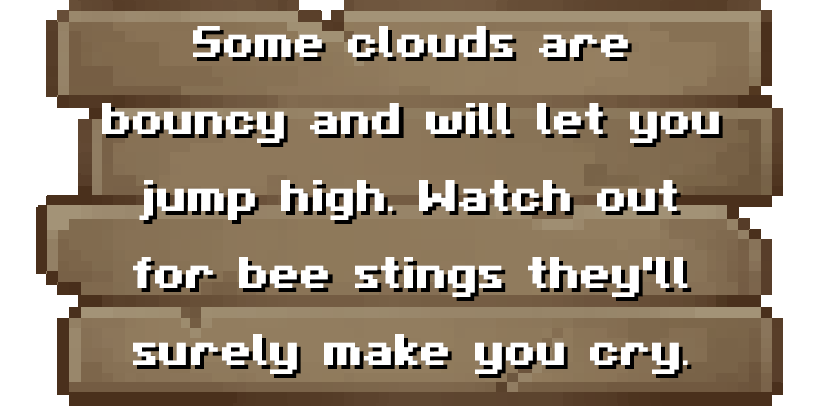 Some clouds are
bouncy and will let you
jump high. Watch out
for bee stings they'll
surely make you cry.